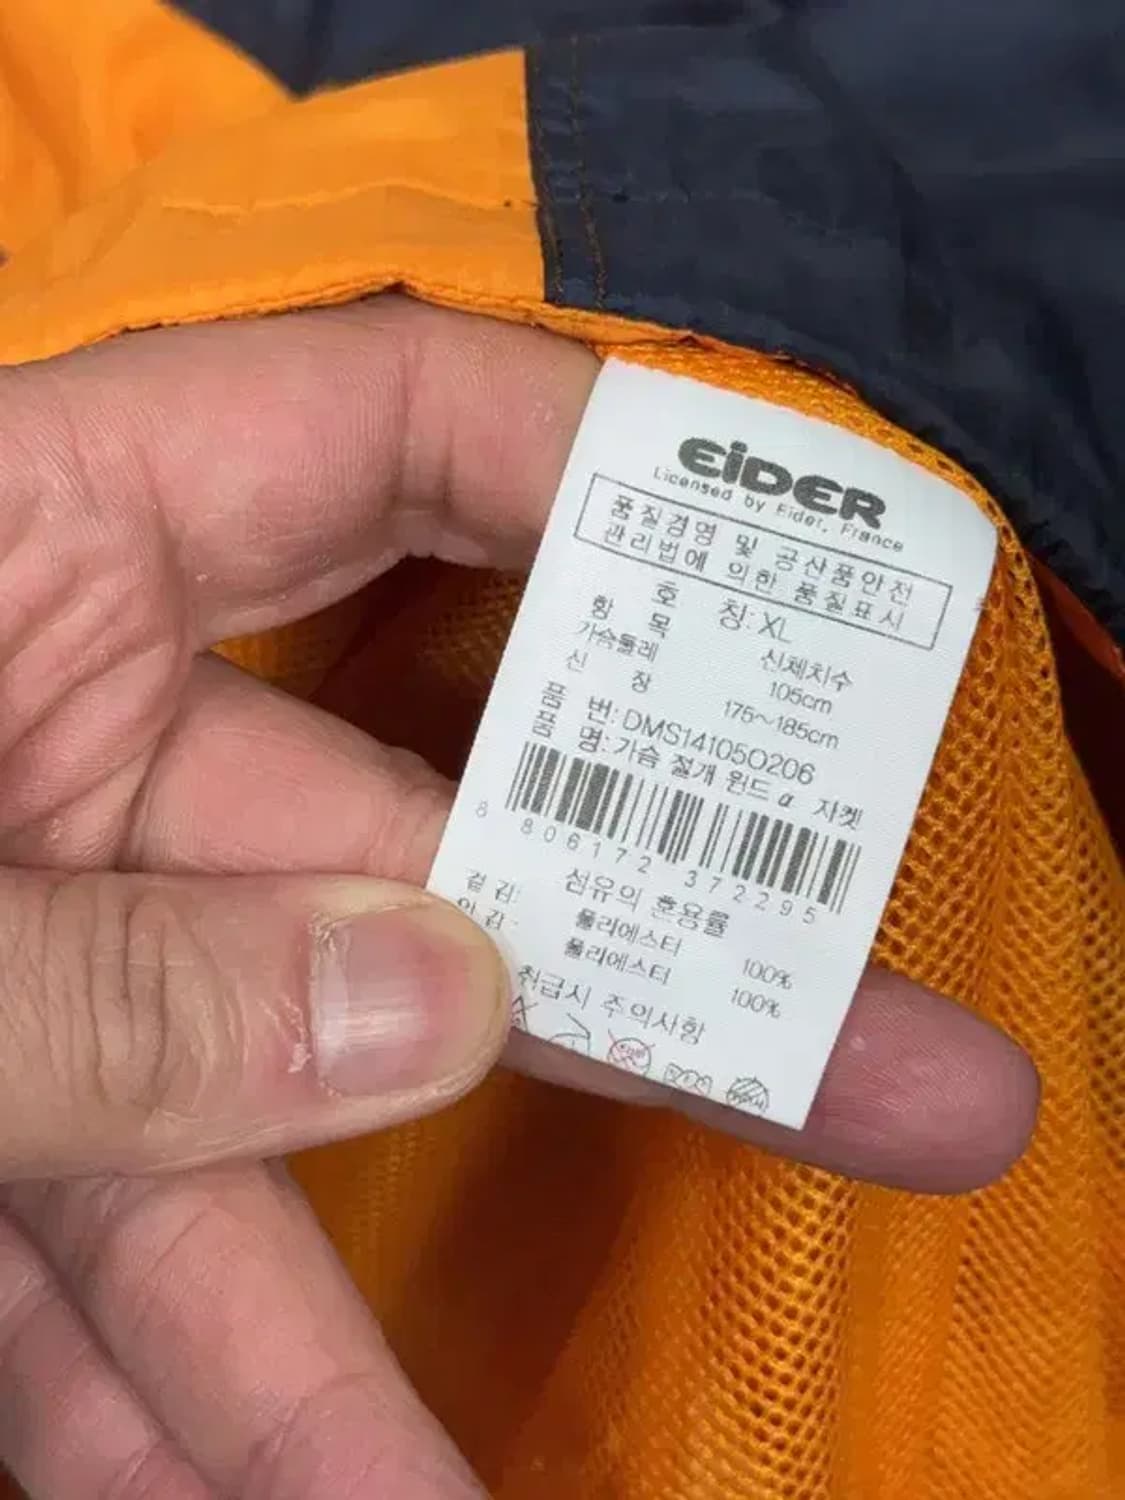 EiDER
Licensed by Eider, France
품질경영 및 공산품안전
관리법에 의한 품질표시
호 칭: XL
항 목 신체치수
가슴둘레 105cm
신 장 175~185cm
품 번: DMS14105O206
품 명: 가슴 절개 윈드 α 자켓
8 806172 372295
섬유의 혼용률
겉 감: 폴리에스터 100%
안 감: 폴리에스터 100%
취급시 주의사항